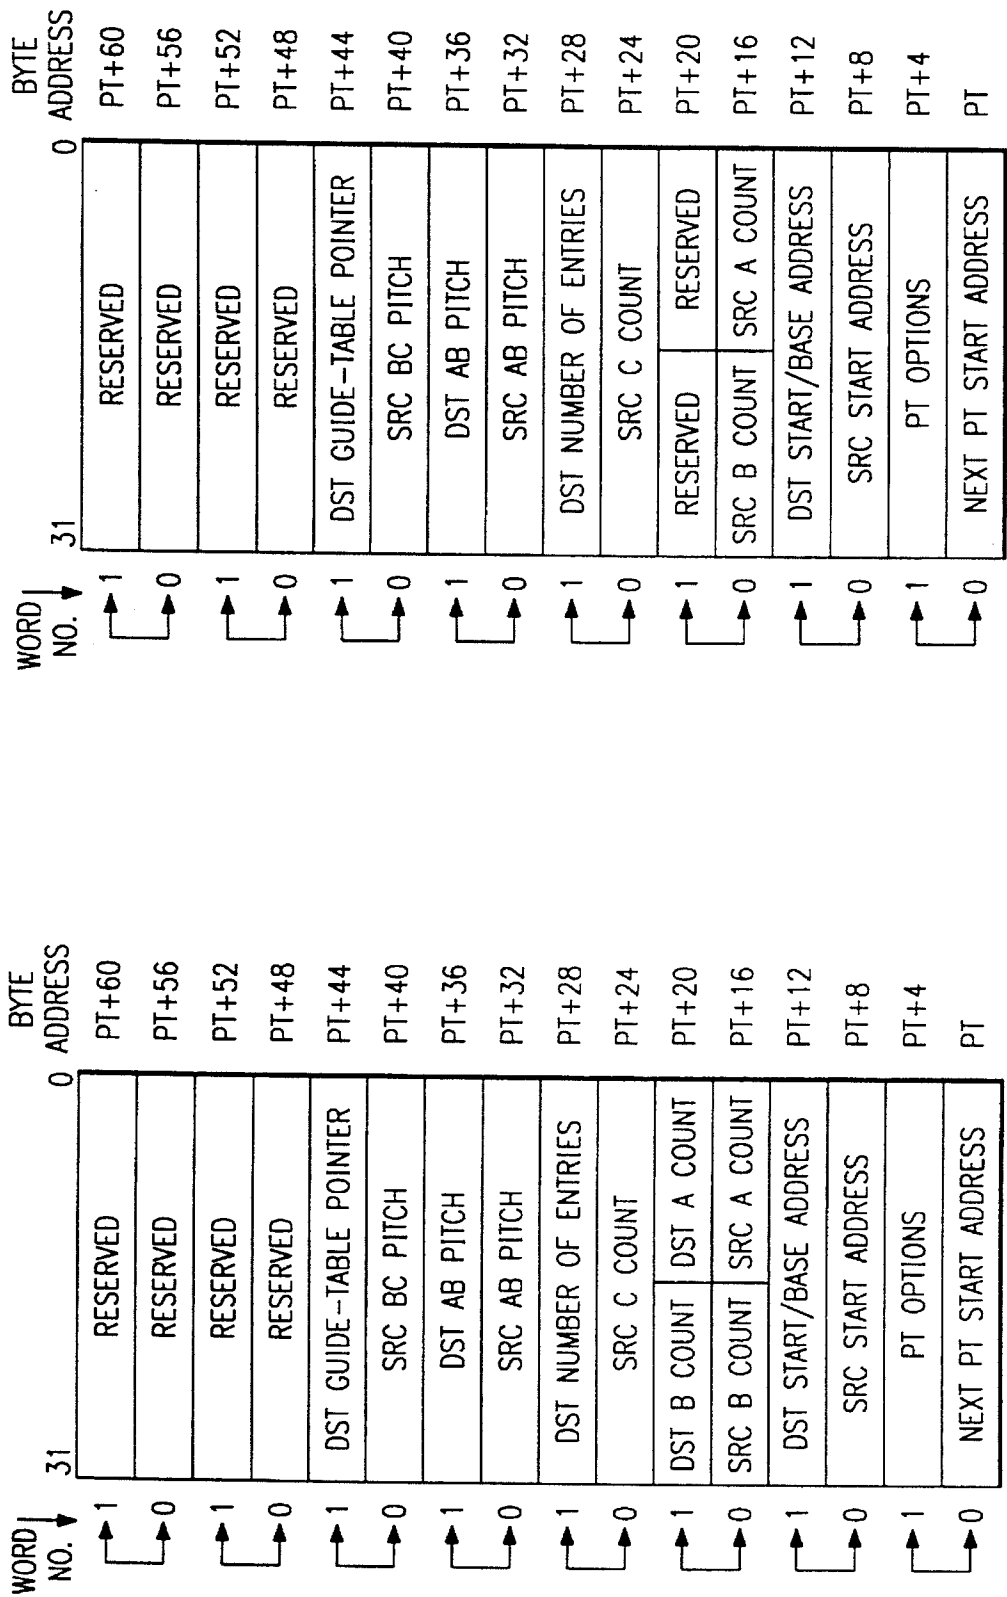 WORD NO. 31 0 BYTE ADDRESS
1 RESERVED PT+60
0 RESERVED PT+56
1 RESERVED PT+52
0 RESERVED PT+48
1 DST GUIDE-TABLE POINTER PT+44
0 SRC BC PITCH PT+40
1 DST AB PITCH PT+36
0 SRC AB PITCH PT+32
1 DST NUMBER OF ENTRIES PT+28
0 SRC C COUNT PT+24
1 DST B COUNT DST A COUNT PT+20
0 SRC B COUNT SRC A COUNT PT+16
1 DST START/BASE ADDRESS PT+12
0 SRC START ADDRESS PT+8
1 PT OPTIONS PT+4
0 NEXT PT START ADDRESS PT
WORD NO. 31 0 BYTE ADDRESS
1 RESERVED PT+60
0 RESERVED PT+56
1 RESERVED PT+52
0 RESERVED PT+48
1 DST GUIDE-TABLE POINTER PT+44
0 SRC BC PITCH PT+40
1 DST AB PITCH PT+36
0 SRC AB PITCH PT+32
1 DST NUMBER OF ENTRIES PT+28
0 SRC C COUNT PT+24
1 RESERVED RESERVED PT+20
0 SRC B COUNT SRC A COUNT PT+16
1 DST START/BASE ADDRESS PT+12
0 SRC START ADDRESS PT+8
1 PT OPTIONS PT+4
0 NEXT PT START ADDRESS PT